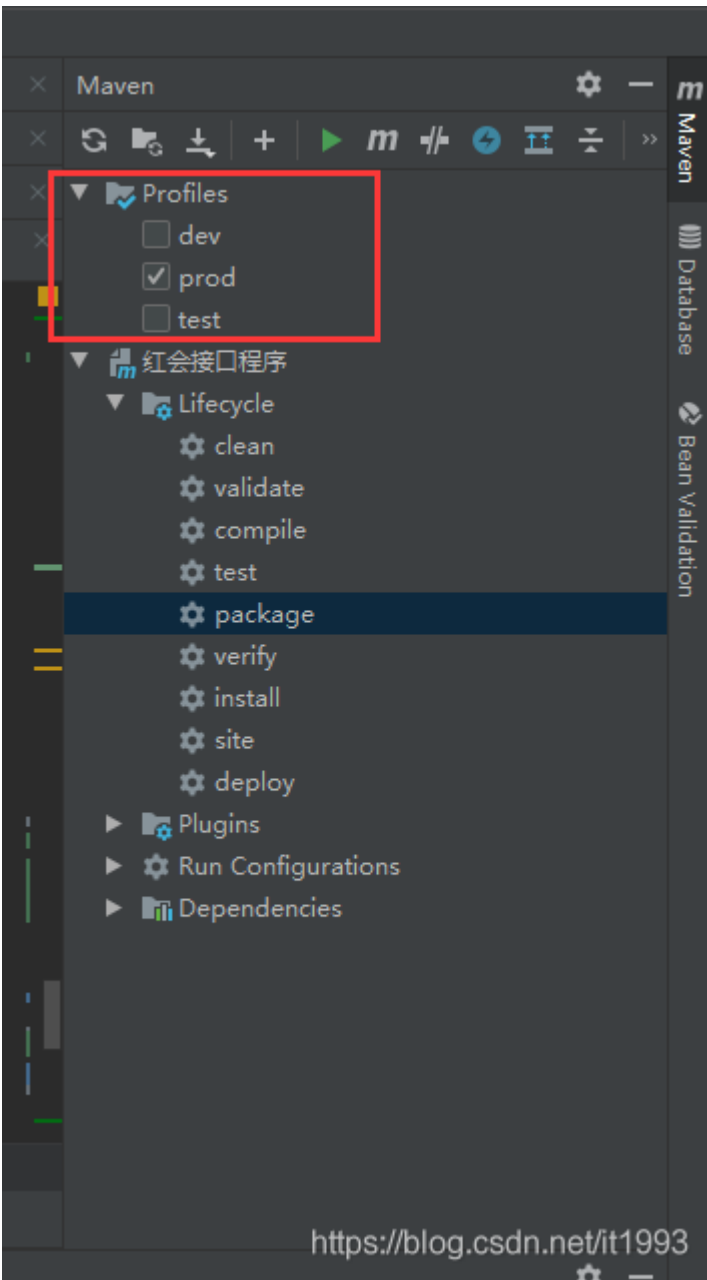 Maven
m
Maven
Profiles
dev
prod
test
红会接口程序
Lifecycle
clean
validate
compile
test
package
verify
install
site
deploy
Plugins
Run Configurations
Dependencies
Database
Bean Validation
https://blog.csdn.net/it1993